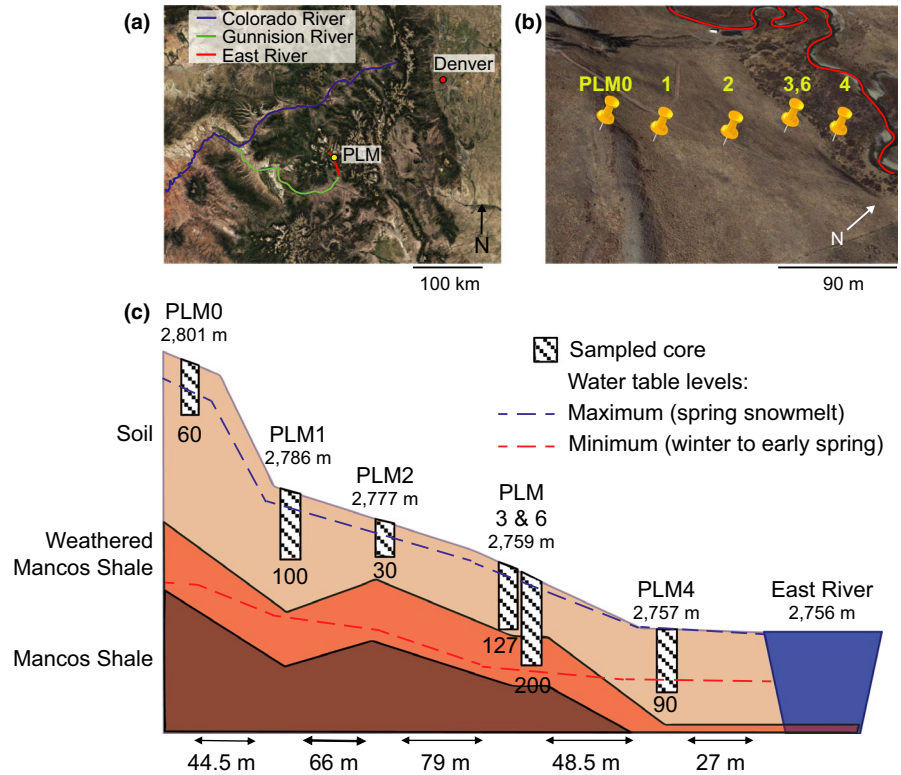 (a)
Colorado River
Gunnision River
East River
Denver
PLM
N
100 km
(b)
PLM0 1 2 3,6 4
N
90 m
(c)
PLM0
2,801 m
Sampled core
Water table levels:
Maximum (spring snowmelt)
Minimum (winter to early spring)
Soil
60
PLM1
2,786 m
PLM2
2,777 m
PLM
3 & 6
2,759 m
Weathered
Mancos Shale
100
30
PLM4
2,757 m
East River
2,756 m
Mancos Shale
127
200
90
44.5 m 66 m 79 m 48.5 m 27 m